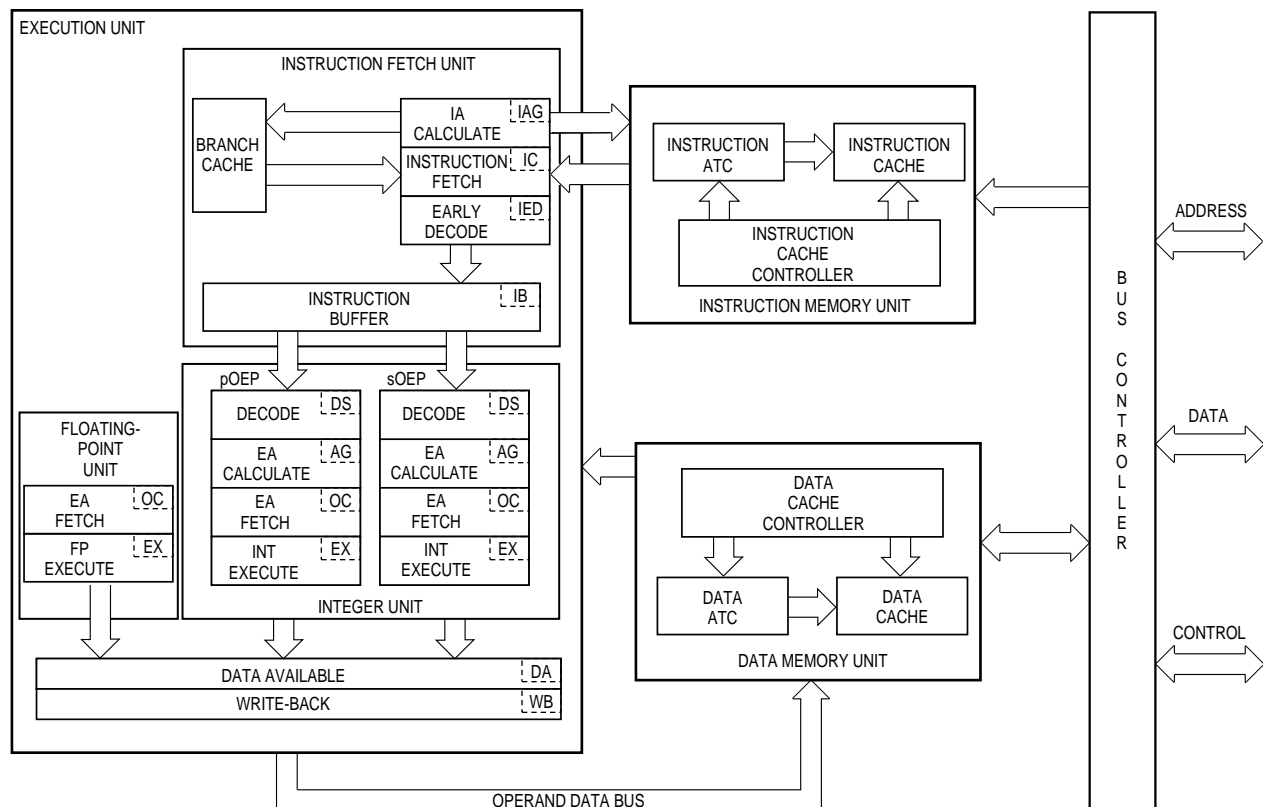 EXECUTION UNIT
INSTRUCTION FETCH UNIT
BRANCH
CACHE
IA
CALCULATE
IAG
INSTRUCTION
FETCH
IC
EARLY
DECODE
IED
INSTRUCTION
BUFFER
IB
pOEP
DECODE
DS
EA
CALCULATE
AG
EA
FETCH
OC
INT
EXECUTE
EX
sOEP
DECODE
DS
EA
CALCULATE
AG
EA
FETCH
OC
INT
EXECUTE
EX
INTEGER UNIT
FLOATING-
POINT
UNIT
EA
FETCH
OC
FP
EXECUTE
EX
DATA AVAILABLE
DA
WRITE-BACK
WB
INSTRUCTION
ATC
INSTRUCTION
CACHE
INSTRUCTION
CACHE
CONTROLLER
INSTRUCTION MEMORY UNIT
DATA
CACHE
CONTROLLER
DATA
ATC
DATA
CACHE
DATA MEMORY UNIT
OPERAND DATA BUS
BUS CONTROLLER
ADDRESS
DATA
CONTROL